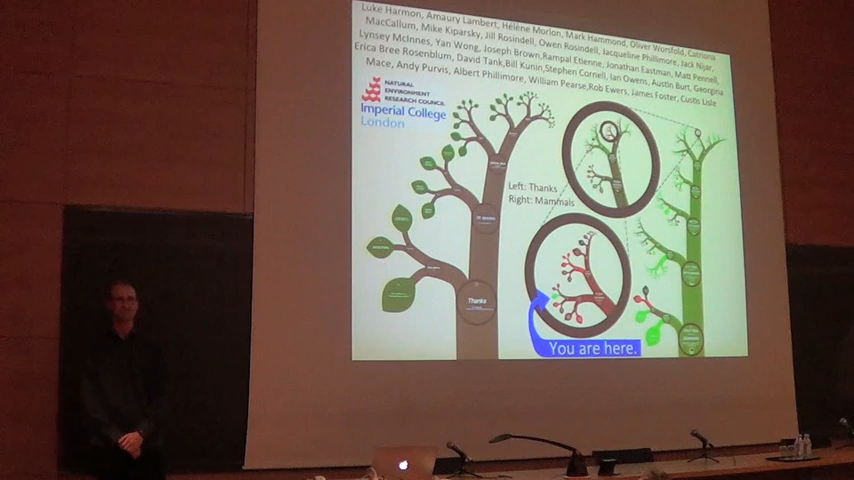 Luke Harmon, Amaury Lambert, Hélène Morlon, Mark Hammond, Oliver Worsfold, Catriona
MacCallum, Mike Kiparsky, Jill Rosindell, Owen Rosindell, Jacqueline Phillimore, Jack Nijar,
Lynsey McInnes, Yan Wong, Joseph Brown,Rampal Etienne, Jonathan Eastman, Matt Pennell,
Erica Bree Rosenblum, David Tank,Bill Kunin,Stephen Cornell, Ian Owens, Austin Burt, Georgina
Mace, Andy Purvis, Albert Phillimore, William Pearse,Rob Ewers, James Foster, Custis Lisle
NATURAL
ENVIRONMENT
RESEARCH COUNCIL
Imperial College
London
Left: Thanks
Right: Mammals
Thanks
You are here.